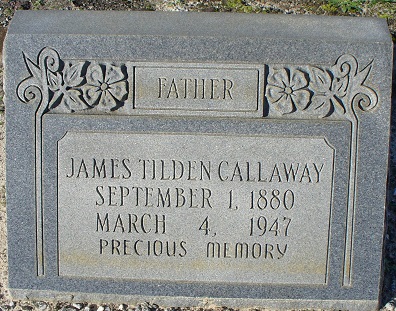 FATHER
JAMES TILDEN CALLAWAY
SEPTEMBER 1, 1880
MARCH 4, 1947
PRECIOUS MEMORY